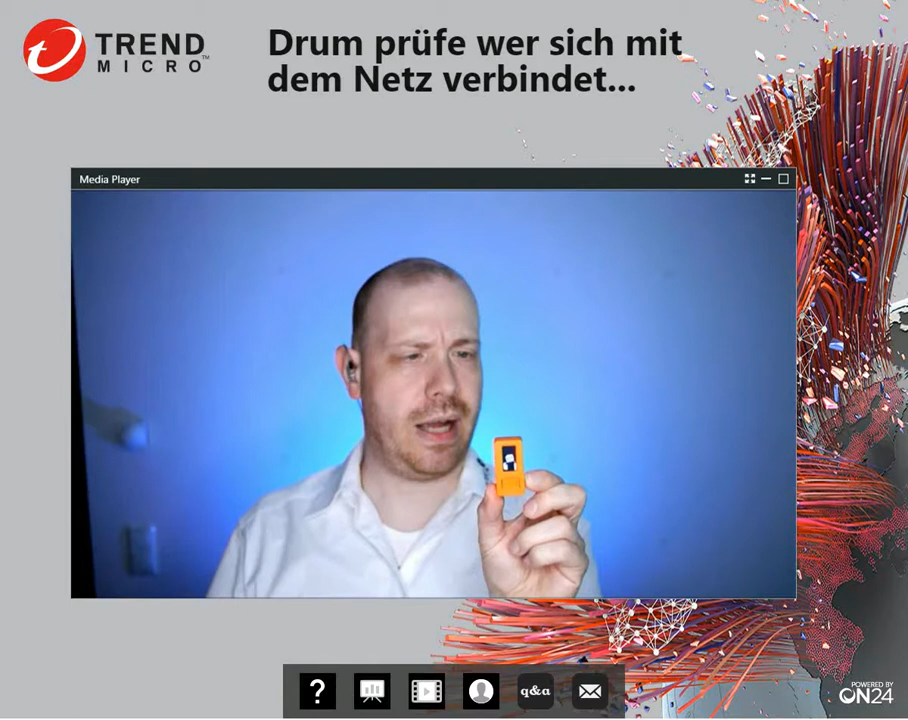 TREND
MICRO
Drum prüfe wer sich mit
dem Netz verbindet...
Media Player
?
q&a
POWERED BY
ON24